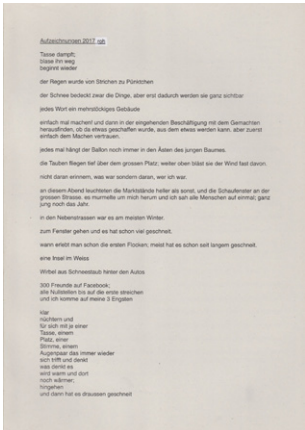 Aufzeichnungen 2017 roh
Tasse dampft;
blase ihn weg
beginnt wieder
der Regen wurde von Strichen zu Pünktchen
der Schnee bedeckt zwar die Dinge, aber erst dadurch werden sie ganz sichtbar
jedes Wort ein mehrstöckiges Gebäude
einfach mal machen! und dann in der eingehenden Beschäftigung mit dem Gemachten
herausfinden, ob da etwas geschaffen wurde, aus dem etwas werden kann. aber zuerst
einfach dem Machen vertrauen.
jedes mal hängt der Ballon noch immer in den Ästen des jungen Baumes.
die Tauben fliegen tief über dem grossen Platz; weiter oben bläst sie der Wind fast davon.
nicht daran erinnern, was war sondern daran, wer ich war.
an diesem Abend leuchteten die Marktstände heller als sonst, und die Schaufenster an der
grossen Strasse. es murmelte um mich herum und ich sah alle Menschen auf einmal; ganz
jung noch das Jahr.
in den Nebenstrassen war es am meisten Winter.
zum Fenster gehen und es hat schon viel geschneit.
wann erlebt man schon die ersten Flocken; meist hat es schon seit langem geschneit.
eine Insel im Weiss
Wirbel aus Schneestaub hinter den Autos
300 Freunde auf Facebook;
alle Nullstellen bis auf die erste streichen
und ich komme auf meine 3 Engsten
klar
nüchtern und
für sich mit je einer
Tasse, einem
Platz, einer
Stimme, einem
Augenpaar das immer wieder
sich trifft und denkt
was denkt es
wird warm und dort
noch wärmer;
hingehen
und dann hat es draussen geschneit